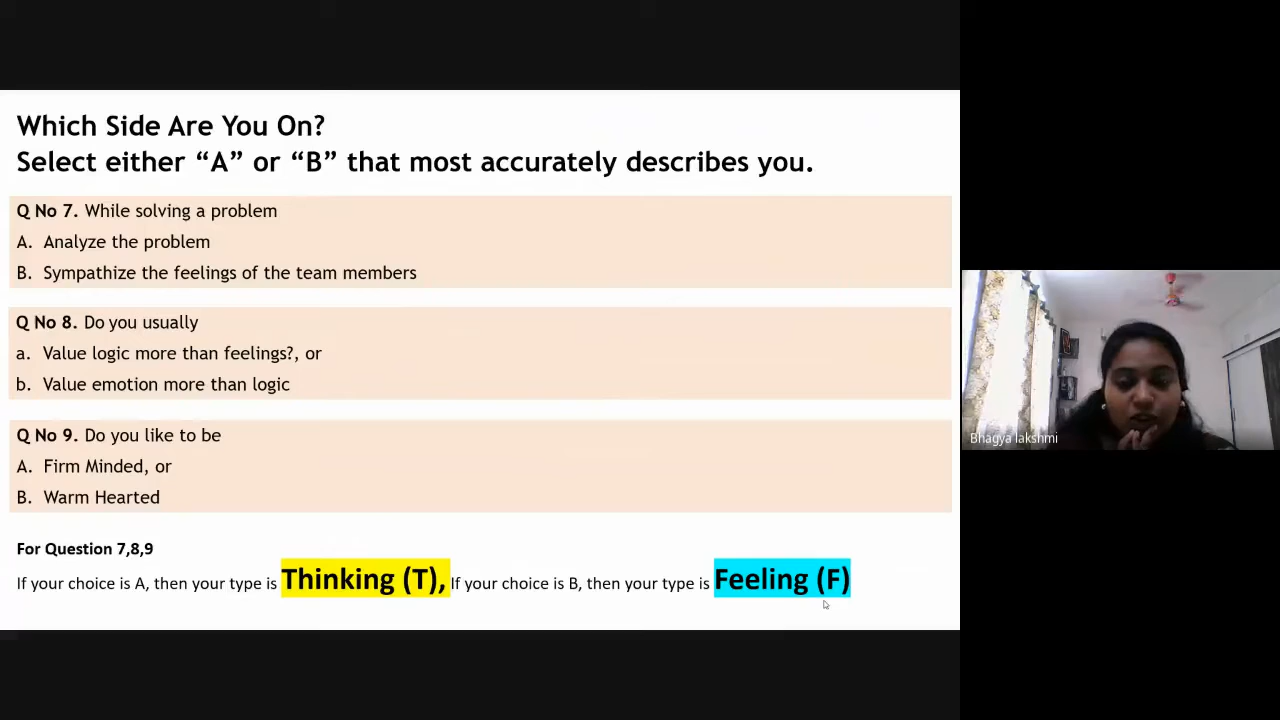 Which Side Are You On?
Select either “A” or “B” that most accurately describes you.
Q No 7. While solving a problem
A. Analyze the problem
B. Sympathize the feelings of the team members
Q No 8. Do you usually
a. Value logic more than feelings?, or
b. Value emotion more than logic
Q No 9. Do you like to be
A. Firm Minded, or
B. Warm Hearted
For Question 7,8,9
If your choice is A, then your type is Thinking (T), If your choice is B, then your type is Feeling (F)
Bhagya lakshmi